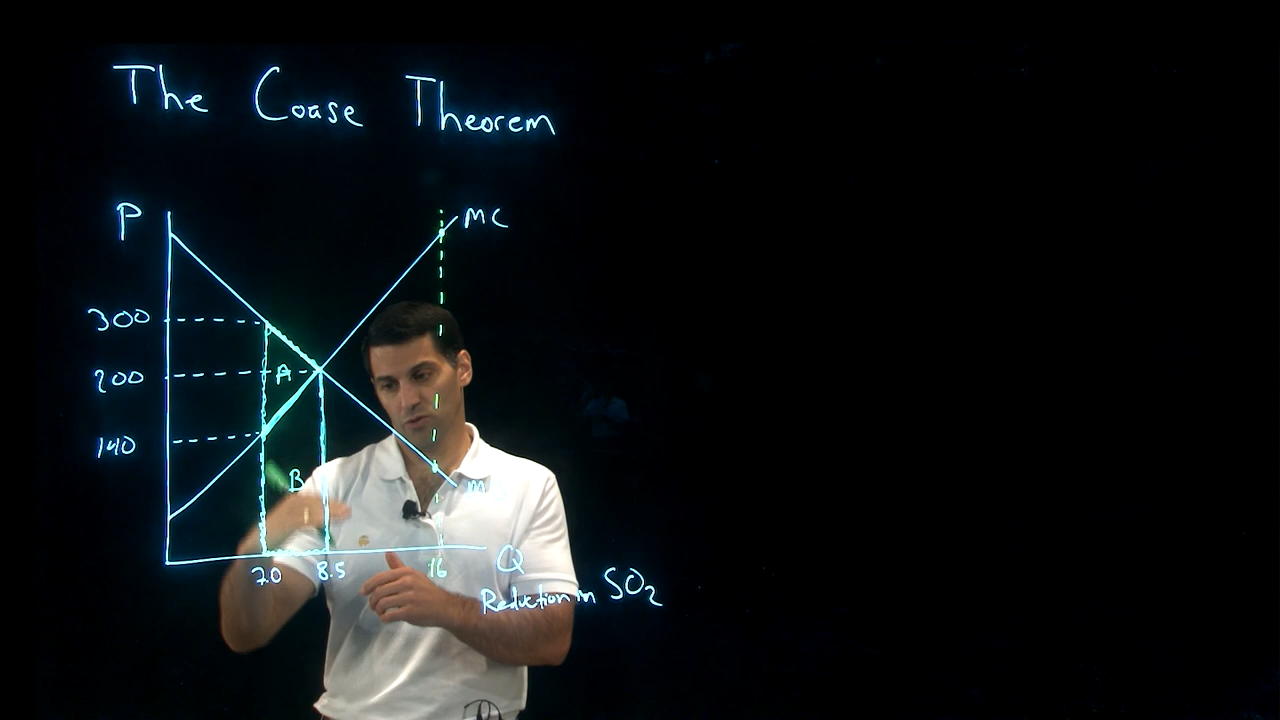 The Coase Theorem
P
MC
300
200
A
140
B
M
7.0 8.5 16 Q
Reduction in SO2